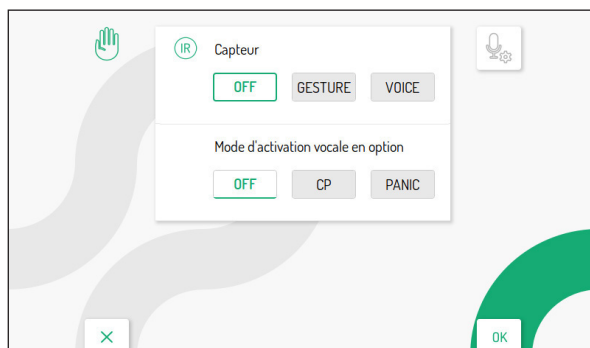 IR Capteur
OFF GESTURE VOICE
Mode d'activation vocale en option
OFF CP PANIC
OK